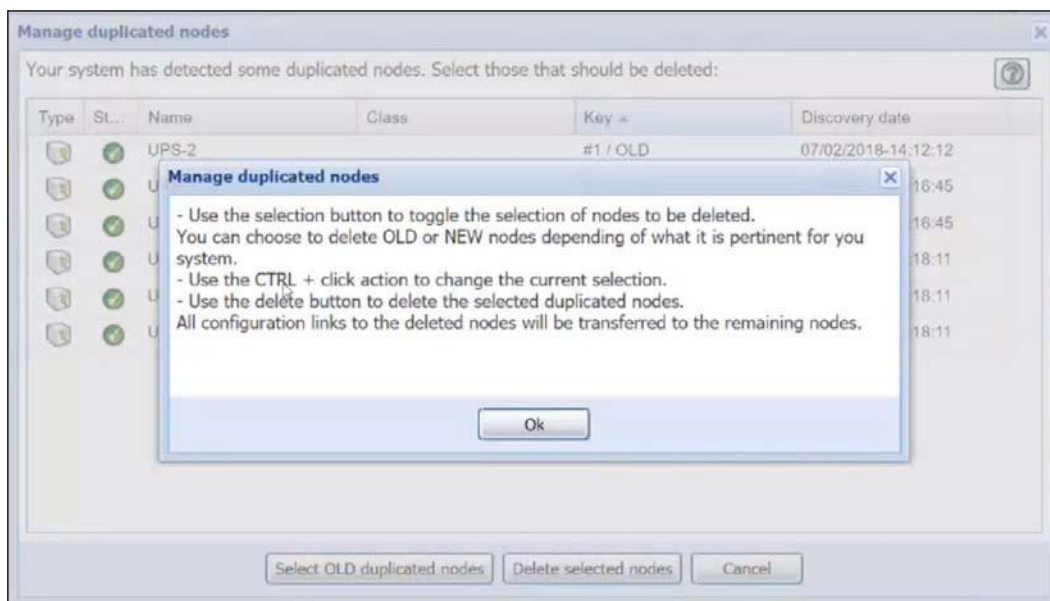 Manage duplicated nodes
Your system has detected some duplicated nodes. Select those that should be deleted:
Type St... Name Class Key Discovery date
UPS-2 #1 / OLD 07/02/2018-14:12:12
Manage duplicated nodes
U 16:45
- Use the selection button to toggle the selection of nodes to be deleted.
You can choose to delete OLD or NEW nodes depending of what it is pertinent for you
system.
- Use the CTRL + click action to change the current selection.
- Use the delete button to delete the selected duplicated nodes.
All configuration links to the deleted nodes will be transferred to the remaining nodes.
U 16:45
U 18:11
U 18:11
U 18:11
Ok
Select OLD duplicated nodes Delete selected nodes Cancel